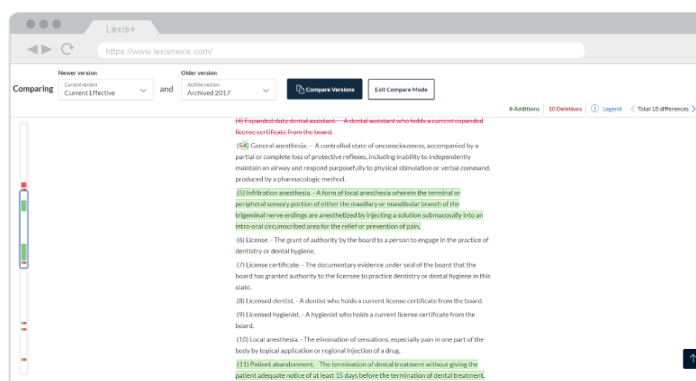 Lexis+
https://www.lexisnexis.com/
Newer version
Older version
Comparing
Current version
Current Effective
and
Archive version
Archived 2017
Compare Versions
Exit Compare Mode
8 Additions
10 Deletions
Legend
Total 18 differences
(4) Expanded duty dental assistant. — A dental assistant who holds a current expanded
license certificate from the board.
(54) General anesthesia. — A controlled state of unconsciousness, accompanied by a
partial or complete loss of protective reflexes, including inability to independently
maintain an airway and respond purposefully to physical stimulation or verbal command,
produced by a pharmacologic method.
(5) Infiltration anesthesia. - A form of local anesthesia wherein the terminal or
peripheral sensory portion of either the maxillary or mandibular branch of the
trigeminal nerve endings are anesthetized by injecting a solution submucosally into an
intra-oral circumscribed area for the relief or prevention of pain.
(6) License. - The grant of authority by the board to a person to engage in the practice of
dentistry or dental hygiene.
(7) License certificate. - The documentary evidence under seal of the board that the
board has granted authority to the licensee to practice dentistry or dental hygiene in this
state.
(8) Licensed dentist. - A dentist who holds a current license certificate from the board.
(9) Licensed hygienist. - A hygienist who holds a current license certificate from the
board.
(10) Local anesthesia. - The elimination of sensations, especially pain in one part of the
body by topical application or regional injection of a drug.
(11) Patient abandonment. - The termination of dental treatment without giving the
patient adequate notice of at least 15 days before the termination of dental treatment.